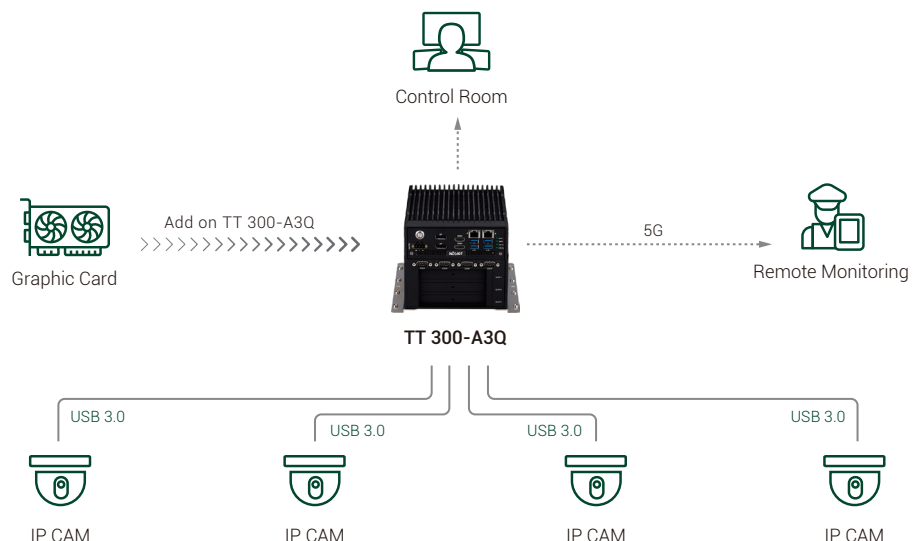 Control Room
Add on TT 300-A3Q
5G
Graphic Card
Remote Monitoring
TT 300-A3Q
USB 3.0
USB 3.0
USB 3.0
USB 3.0
IP CAM
IP CAM
IP CAM
IP CAM